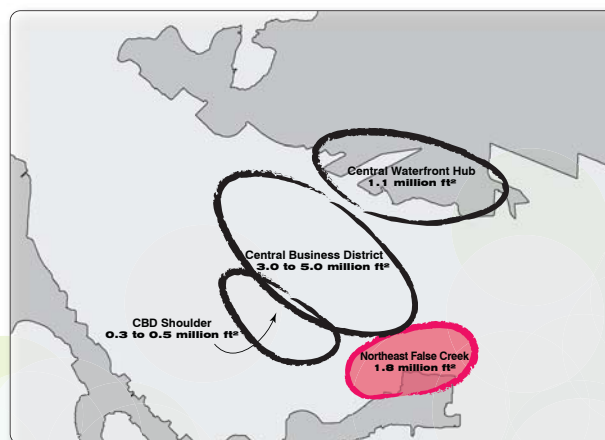 Central Waterfront Hub
1.1 million ft²
Central Business District
3.0 to 5.0 million ft²
CBD Shoulder
0.3 to 0.5 million ft²
Northeast False Creek
1.8 million ft²